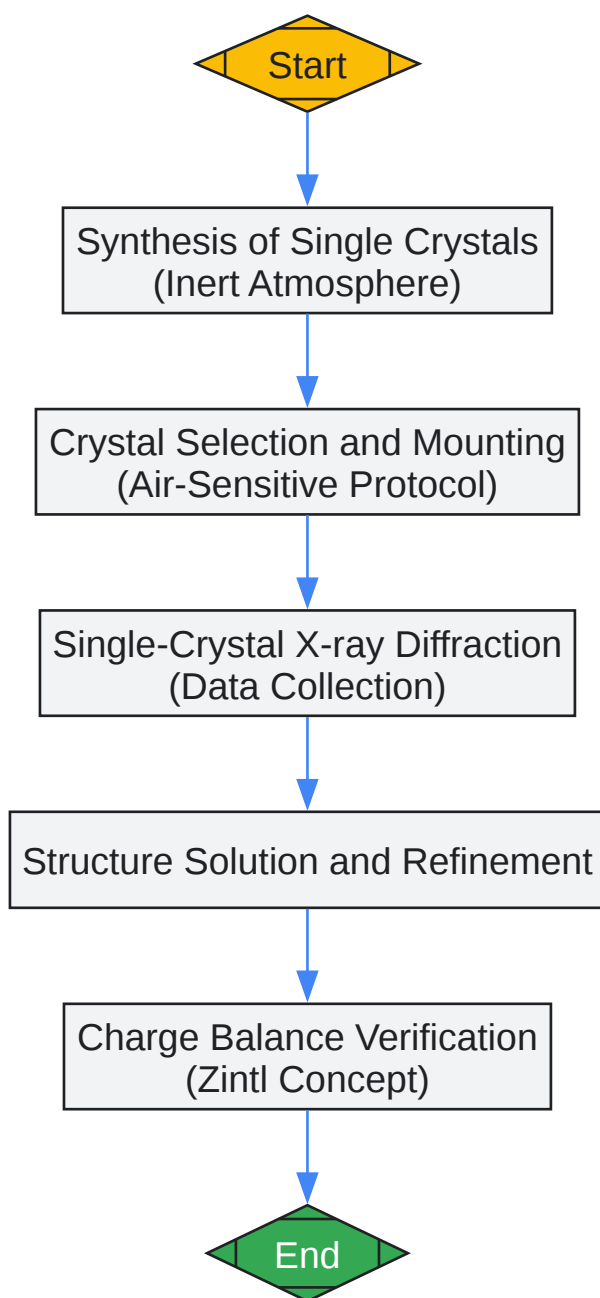 Start
Synthesis of Single Crystals
(Inert Atmosphere)
Crystal Selection and Mounting
(Air-Sensitive Protocol)
Single-Crystal X-ray Diffraction
(Data Collection)
Structure Solution and Refinement
Charge Balance Verification
(Zintl Concept)
End